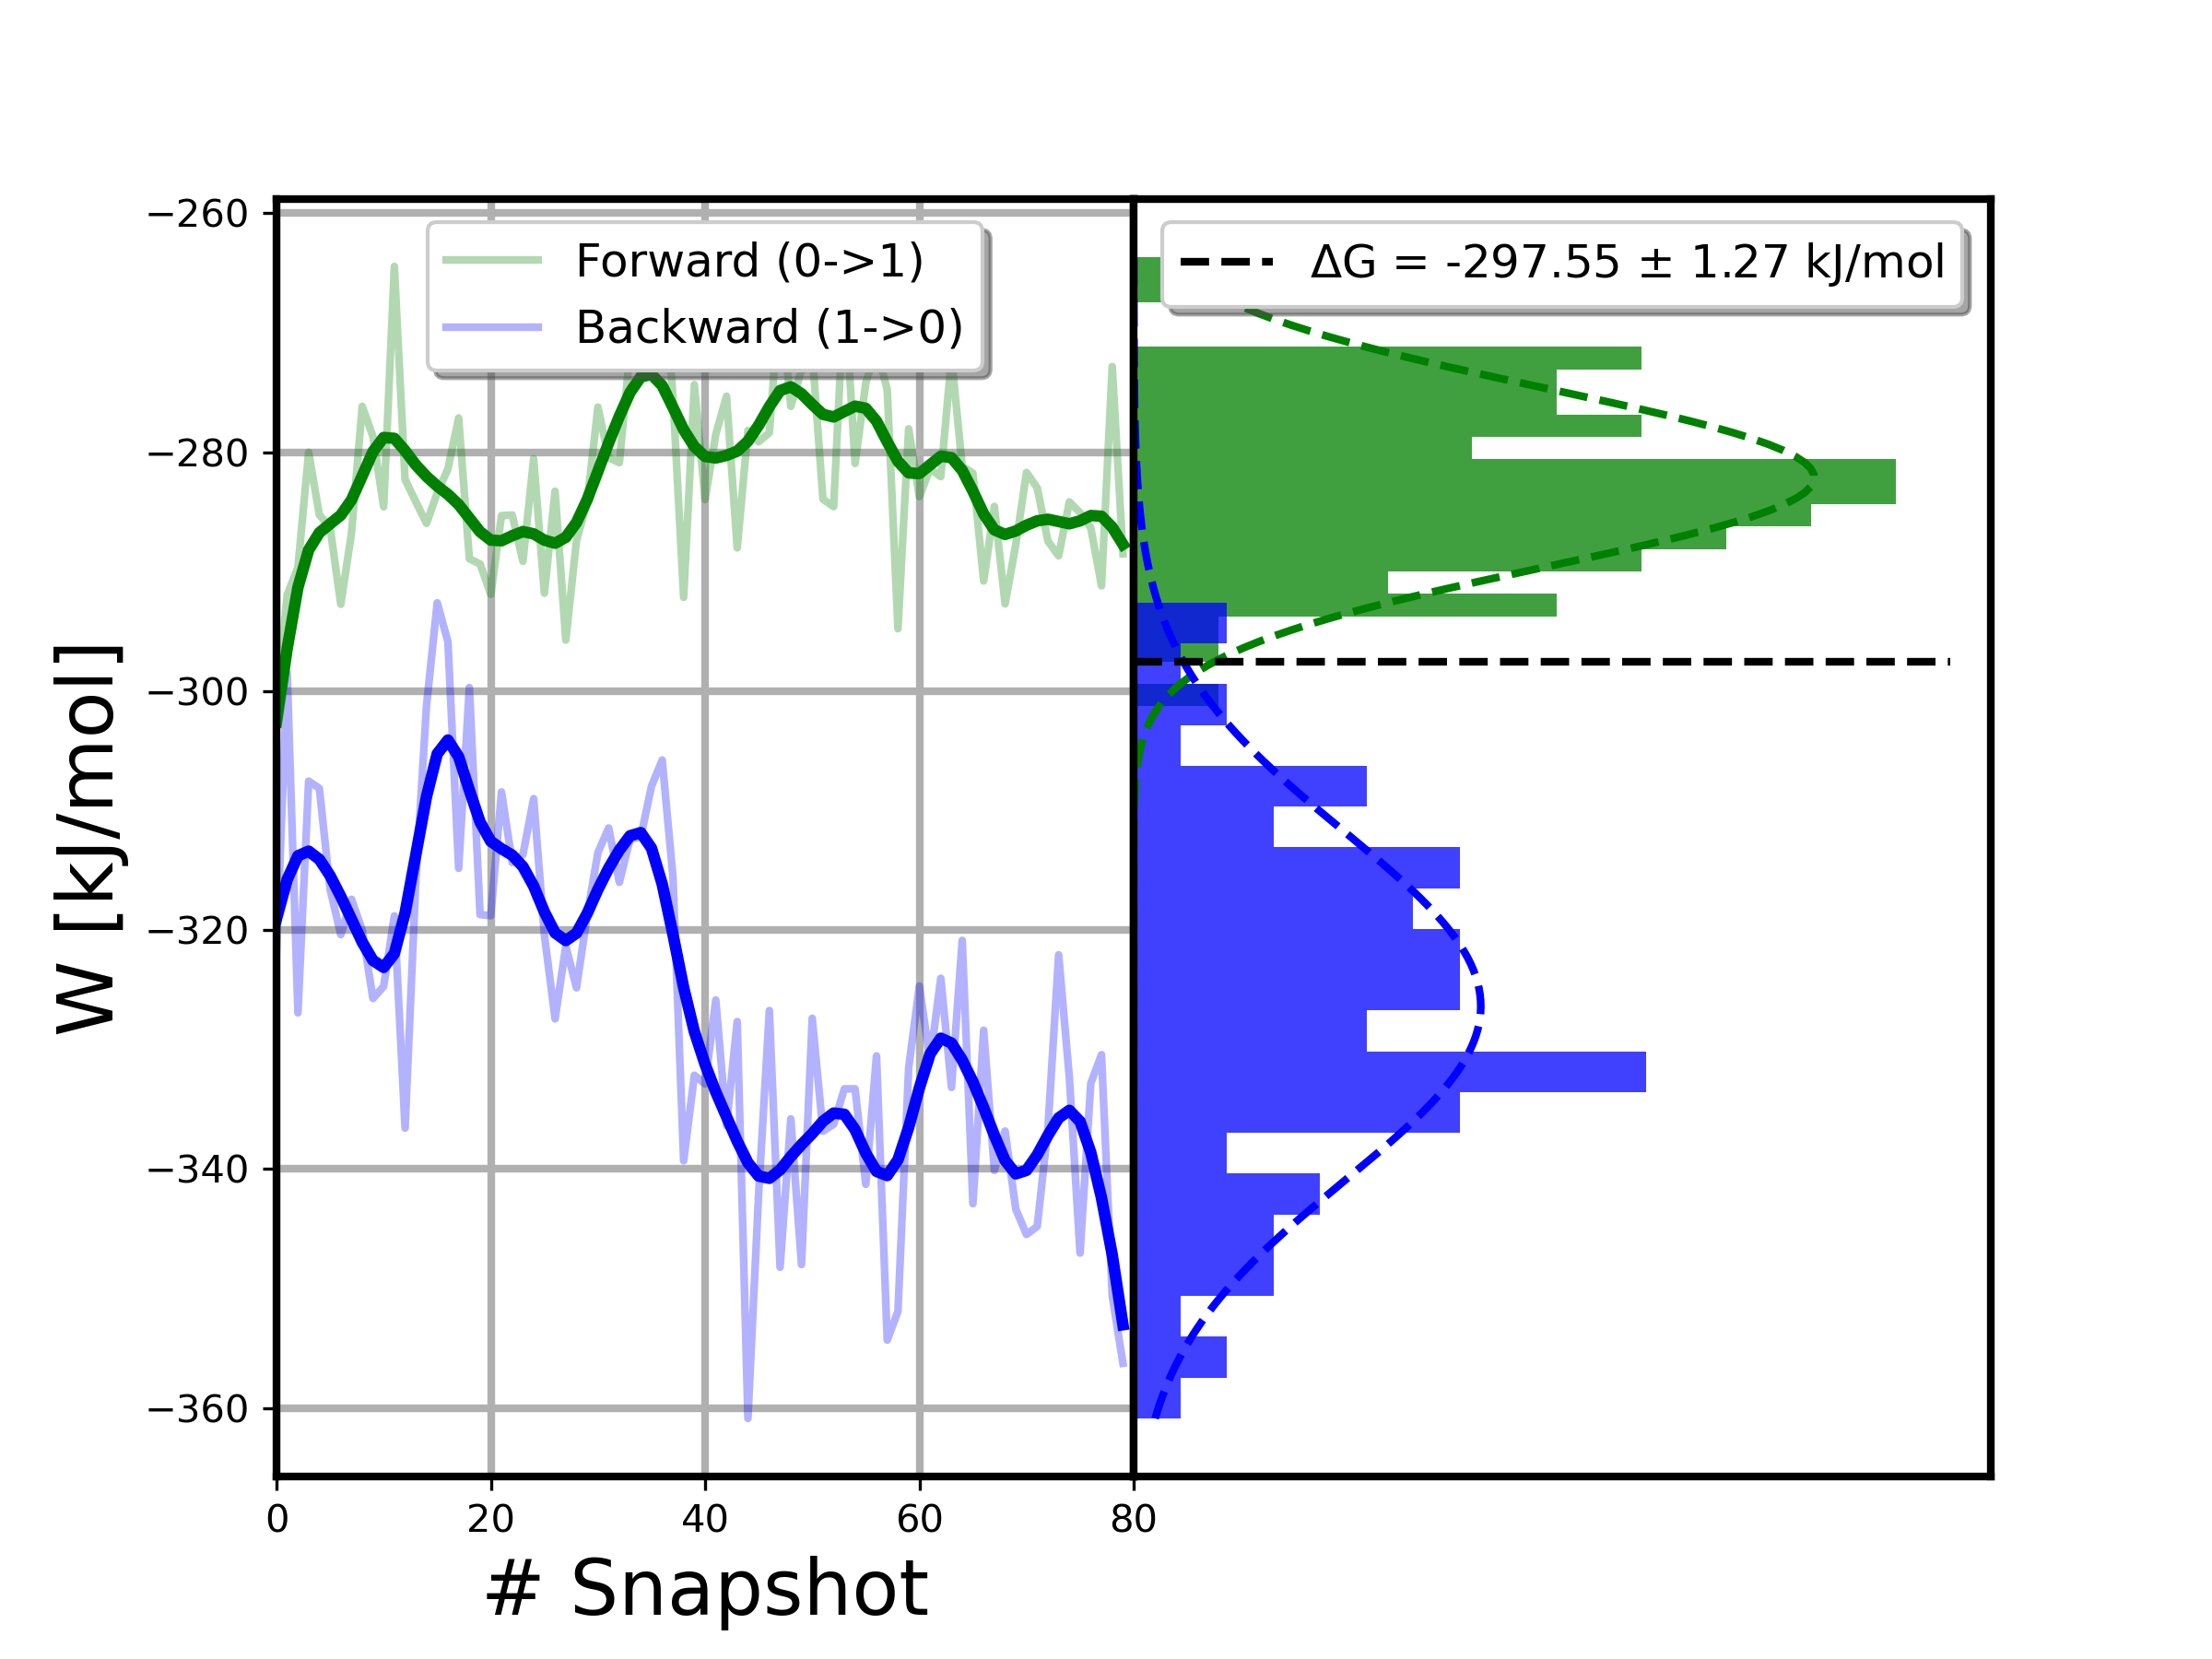 Forward (0->1)
Backward (1->0)
ΔG = -297.55 ± 1.27 kJ/mol
W [kJ/mol]
−260
−280
−300
−320
−340
−360
0
20
40
60
80
# Snapshot